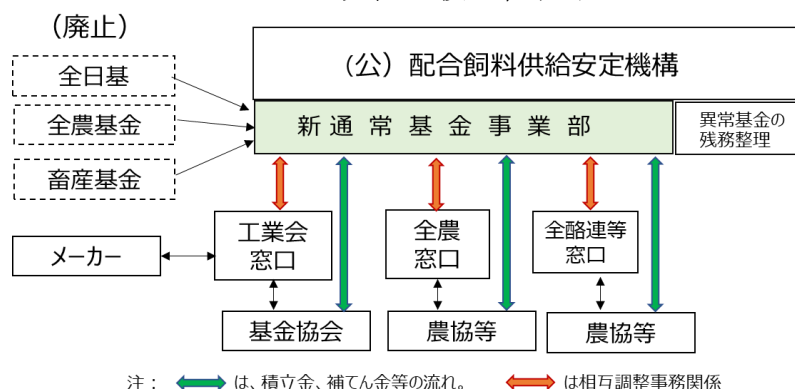 （廃止）
（公）配合飼料供給安定機構
全日基
全農基金
畜産基金
新通常基金事業部
異常基金の
残務整理
メーカー
工業会
窓口
全農
窓口
全酪連等
窓口
基金協会
農協等
農協等
注：　は、積立金、補てん金等の流れ。　は相互調整事務関係